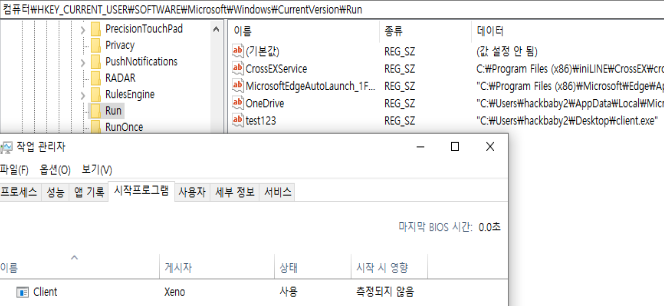 컴퓨터\HKEY_CURRENT_USER\SOFTWARE\Microsoft\Windows\CurrentVersion\Run
PrecisionTouchPad
Privacy
PushNotifications
RADAR
RulesEngine
Run
RunOnce
이름 종류 데이터
(기본값) REG_SZ (값 설정 안 됨)
CrossEXService REG_SZ C:\Program Files (x86)\iniLINE\CrossEX\cro
MicrosoftEdgeAutoLaunch_1F... REG_SZ "C:\Program Files (x86)\Microsoft\Edge\Ap
OneDrive REG_SZ "C:\Users\hackbaby2\AppData\Local\Mic
test123 REG_SZ "C:\Users\hackbaby2\Desktop\client.exe"
작업 관리자
파일(F) 옵션(O) 보기(V)
프로세스 성능 앱 기록 시작프로그램 사용자 세부 정보 서비스
마지막 BIOS 시간: 0.0초
이름 게시자 상태 시작 시 영향
Client Xeno 사용 측정되지 않음